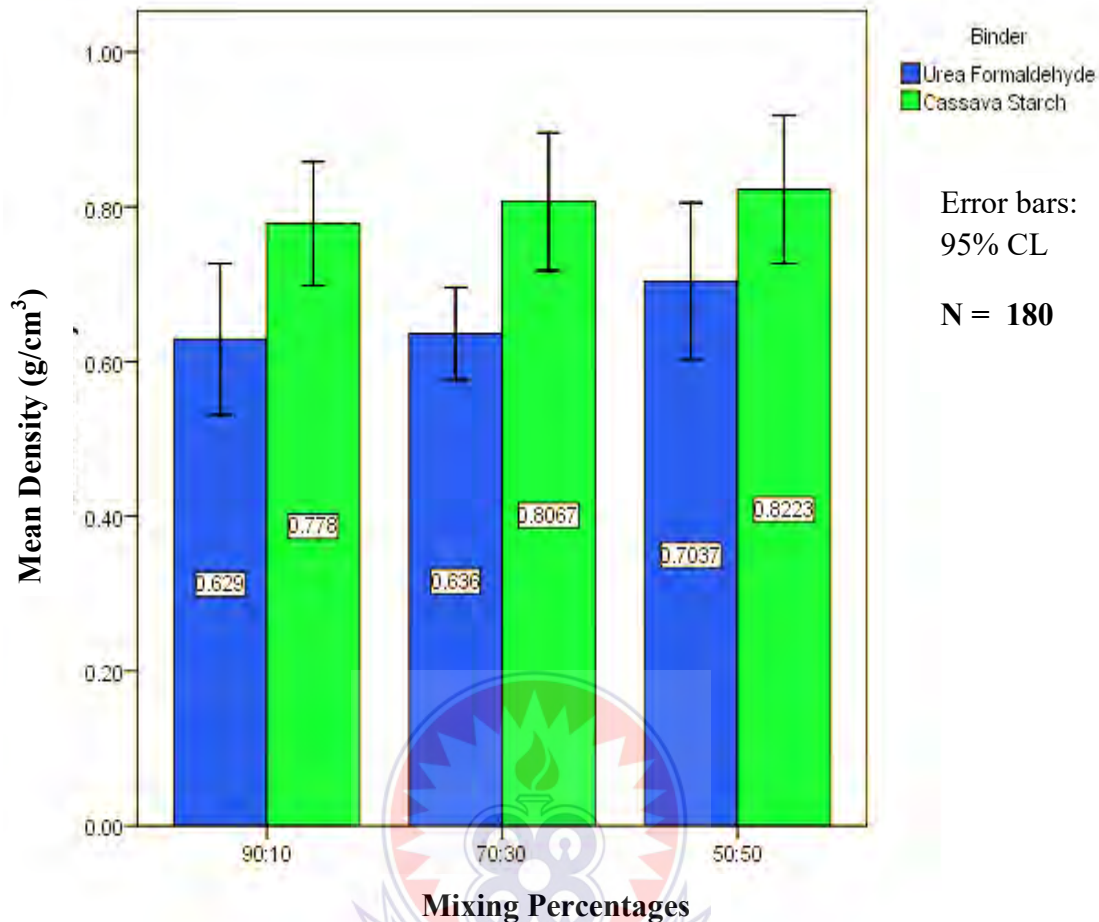 Mean Density (g/cm³)
1.00
0.80
0.60
0.40
0.20
0.00
0.629
0.778
0.636
0.8067
0.7037
0.8223
90:10
70:30
50:50
Mixing Percentages
Binder
Urea Formaldehyde
Cassava Starch
Error bars:
95% CL
N = 180